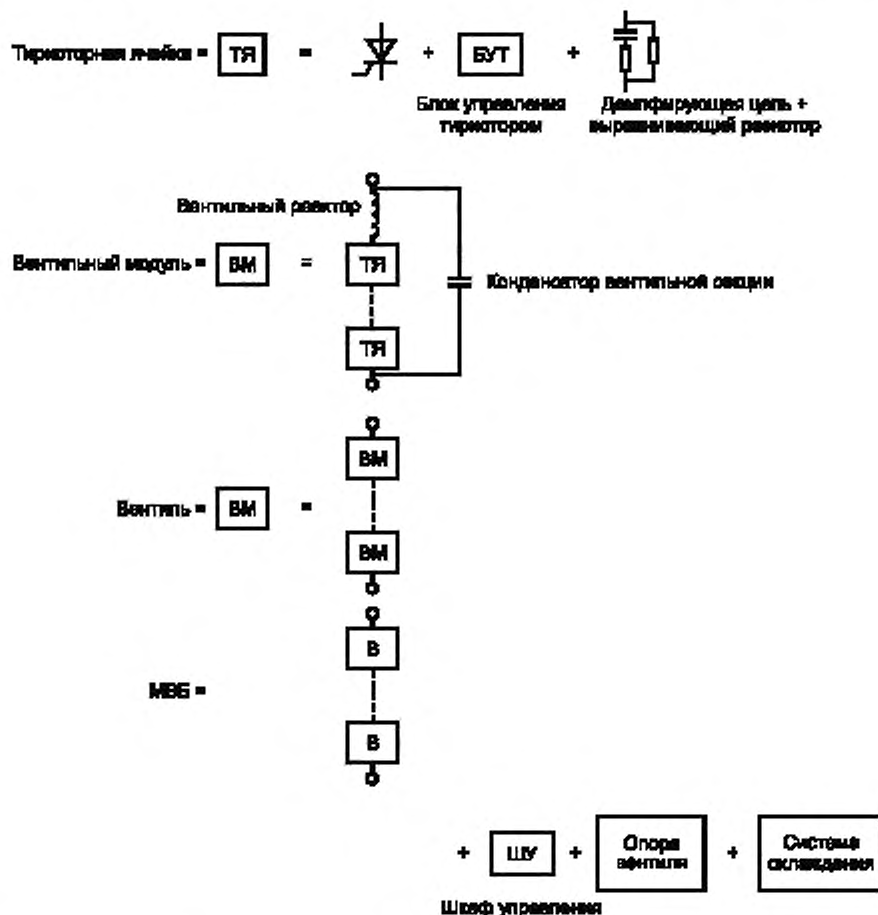 Тиристорная ячейка = ТЯ = + БУТ +
Блок управления
тиристором
Демпфирующая цепь +
выравнивающий резистор
Вентильный реактор
Вентильный модуль = ВМ = ТЯ
Конденсатор вентильной секции
ТЯ
ВМ
Вентиль = ВМ =
ВМ
В
МВБ =
В
+ ШУ + Опора
вентиля + Система
охлаждения
Шкаф управления